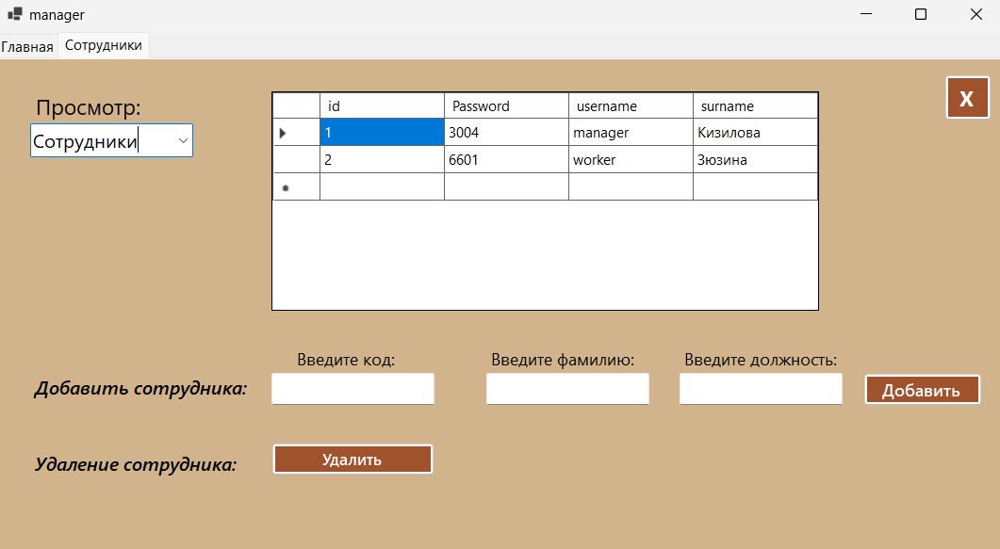 manager
Главная Сотрудники
Просмотр:
Сотрудники
id Password username surname
1 3004 manager Кизилова
2 6601 worker Зюзина
X
Введите код: Введите фамилию: Введите должность:
Добавить сотрудника: Добавить
Удаление сотрудника: Удалить